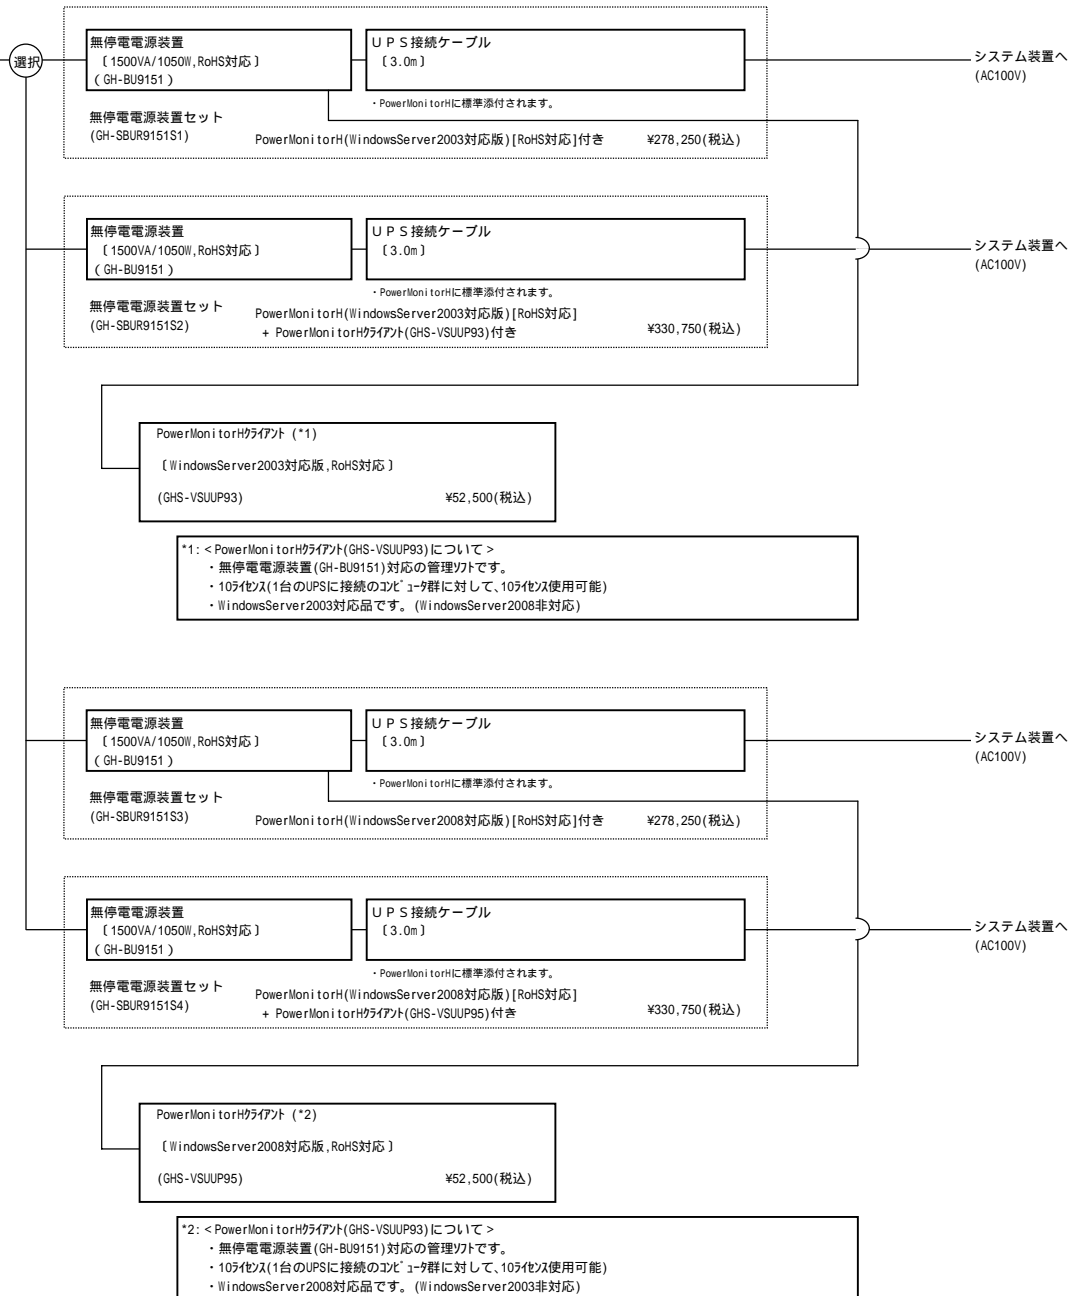 選択
無停電電源装置
〔1500VA/1050W,RoHS対応〕
(GH-BU9151)
UPS接続ケーブル
〔3.0m〕
・PowerMonitorHに標準添付されます。
システム装置へ
(AC100V)
無停電電源装置セット
(GH-SBUR9151S1)
PowerMonitorH(WindowsServer2003対応版)[RoHS対応]付き ¥278,250(税込)
無停電電源装置
〔1500VA/1050W,RoHS対応〕
(GH-BU9151)
UPS接続ケーブル
〔3.0m〕
・PowerMonitorHに標準添付されます。
システム装置へ
(AC100V)
無停電電源装置セット
(GH-SBUR9151S2)
PowerMonitorH(WindowsServer2003対応版)[RoHS対応]
+ PowerMonitorHクライアント(GHS-VSUUP93)付き ¥330,750(税込)
PowerMonitorHクライアント (*1)
〔WindowsServer2003対応版,RoHS対応〕
(GHS-VSUUP93) ¥52,500(税込)
*1:<PowerMonitorHクライアント(GHS-VSUUP93)について>
・無停電電源装置(GH-BU9151)対応の管理ソフトです。
・10ライセンス(1台のUPSに接続のコンピュータ群に対して、10ライセンス使用可能)
・WindowsServer2003対応品です。(WindowsServer2008非対応)
無停電電源装置
〔1500VA/1050W,RoHS対応〕
(GH-BU9151)
UPS接続ケーブル
〔3.0m〕
・PowerMonitorHに標準添付されます。
システム装置へ
(AC100V)
無停電電源装置セット
(GH-SBUR9151S3)
PowerMonitorH(WindowsServer2008対応版)[RoHS対応]付き ¥278,250(税込)
無停電電源装置
〔1500VA/1050W,RoHS対応〕
(GH-BU9151)
UPS接続ケーブル
〔3.0m〕
・PowerMonitorHに標準添付されます。
システム装置へ
(AC100V)
無停電電源装置セット
(GH-SBUR9151S4)
PowerMonitorH(WindowsServer2008対応版)[RoHS対応]
+ PowerMonitorHクライアント(GHS-VSUUP95)付き ¥330,750(税込)
PowerMonitorHクライアント (*2)
〔WindowsServer2008対応版,RoHS対応〕
(GHS-VSUUP95) ¥52,500(税込)
*2:<PowerMonitorHクライアント(GHS-VSUUP93)について>
・無停電電源装置(GH-BU9151)対応の管理ソフトです。
・10ライセンス(1台のUPSに接続のコンピュータ群に対して、10ライセンス使用可能)
・WindowsServer2008対応品です。(WindowsServer2003非対応)